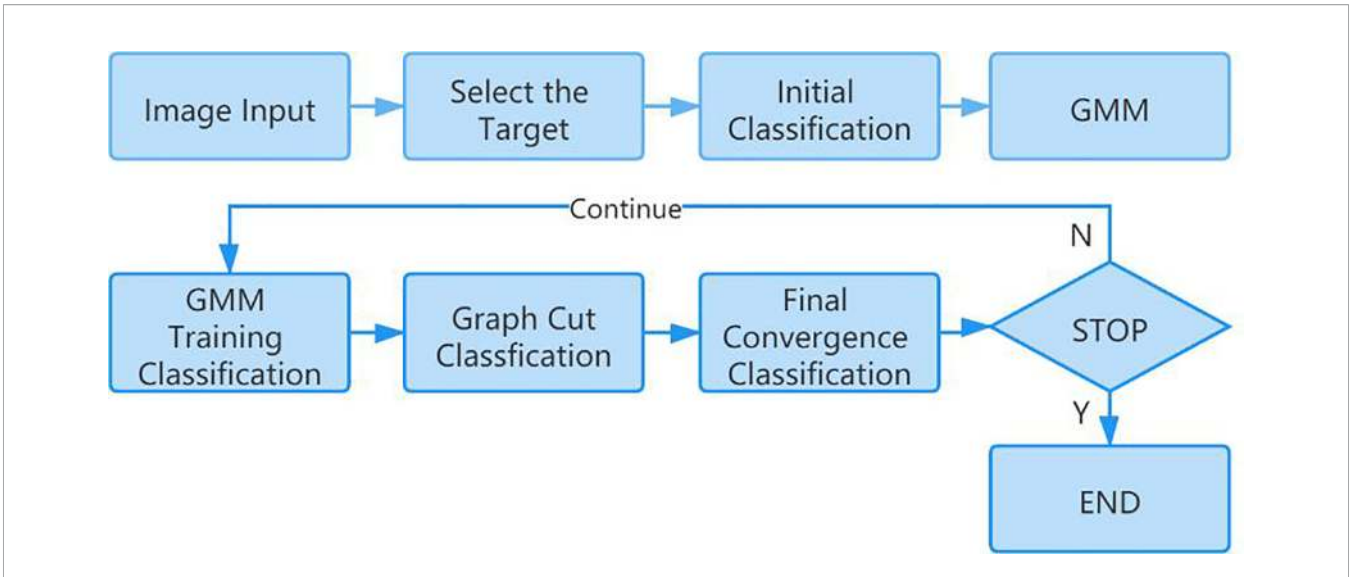 Image Input
Select the
Target
Initial
Classification
GMM
Continue
N
GMM
Training
Classification
Graph Cut
Classfication
Final
Convergence
Classification
STOP
Y
END